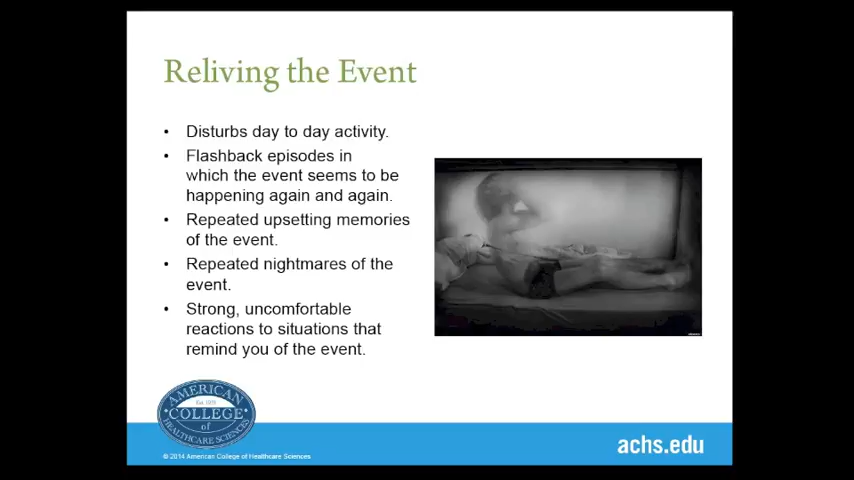 Reliving the Event
• Disturbs day to day activity.
• Flashback episodes in
which the event seems to be
happening again and again.
• Repeated upsetting memories
of the event.
• Repeated nightmares of the
event.
• Strong, uncomfortable
reactions to situations that
remind you of the event.
AMERICAN
Est. 1978
COLLEGE
of
HEALTHCARE SCIENCES
achs.edu
© 2014 American College of Healthcare Sciences